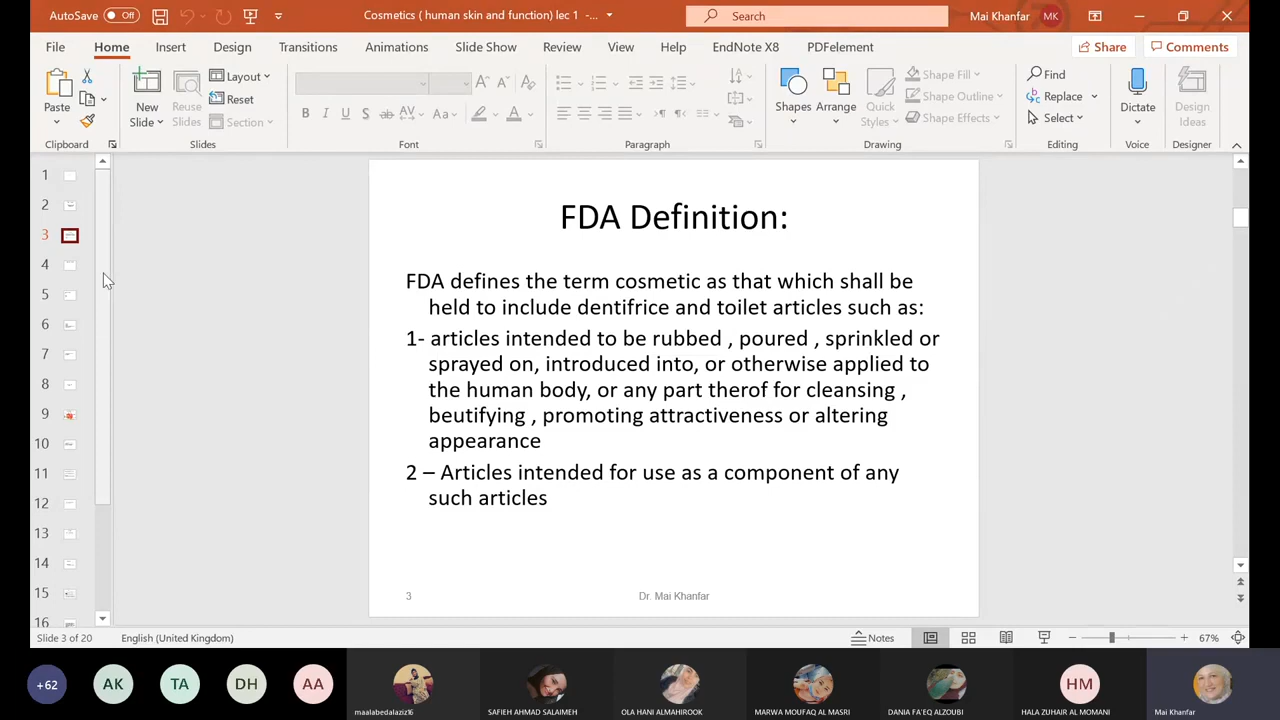 AutoSave Off Cosmetics ( human skin and function) lec 1 -... Search Mai Khanfar MK
File Home Insert Design Transitions Animations Slide Show Review View Help EndNote X8 PDFelement Share Comments
Paste
New Slide
Reuse Slides
Layout
Reset
Section
B I U S ab AV Aa A
Shapes
Arrange
Quick Styles
Shape Fill
Shape Outline
Shape Effects
Find
Replace
Select
Dictate
Design Ideas
Clipboard Slides Font Paragraph Drawing Editing Voice Designer
1
2
3
4
5
6
7
8
9
10
11
12
13
14
15
16
FDA Definition:
FDA defines the term cosmetic as that which shall be
held to include dentifrice and toilet articles such as:
1- articles intended to be rubbed , poured , sprinkled or
sprayed on, introduced into, or otherwise applied to
the human body, or any part therof for cleansing ,
beutifying , promoting attractiveness or altering
appearance
2 – Articles intended for use as a component of any
such articles
3 Dr. Mai Khanfar
Slide 3 of 20 English (United Kingdom) Notes 67%
+62 AK TA DH AA HM
maalabedalaziz16 SAFIEH AHMAD SALAIMEH OLA HANI ALMAHIROOK MARWA MOUFAQ AL MASRI DANIA FA'EQ ALZOUBI HALA ZUHAIR AL MOMANI Mai Khanfar